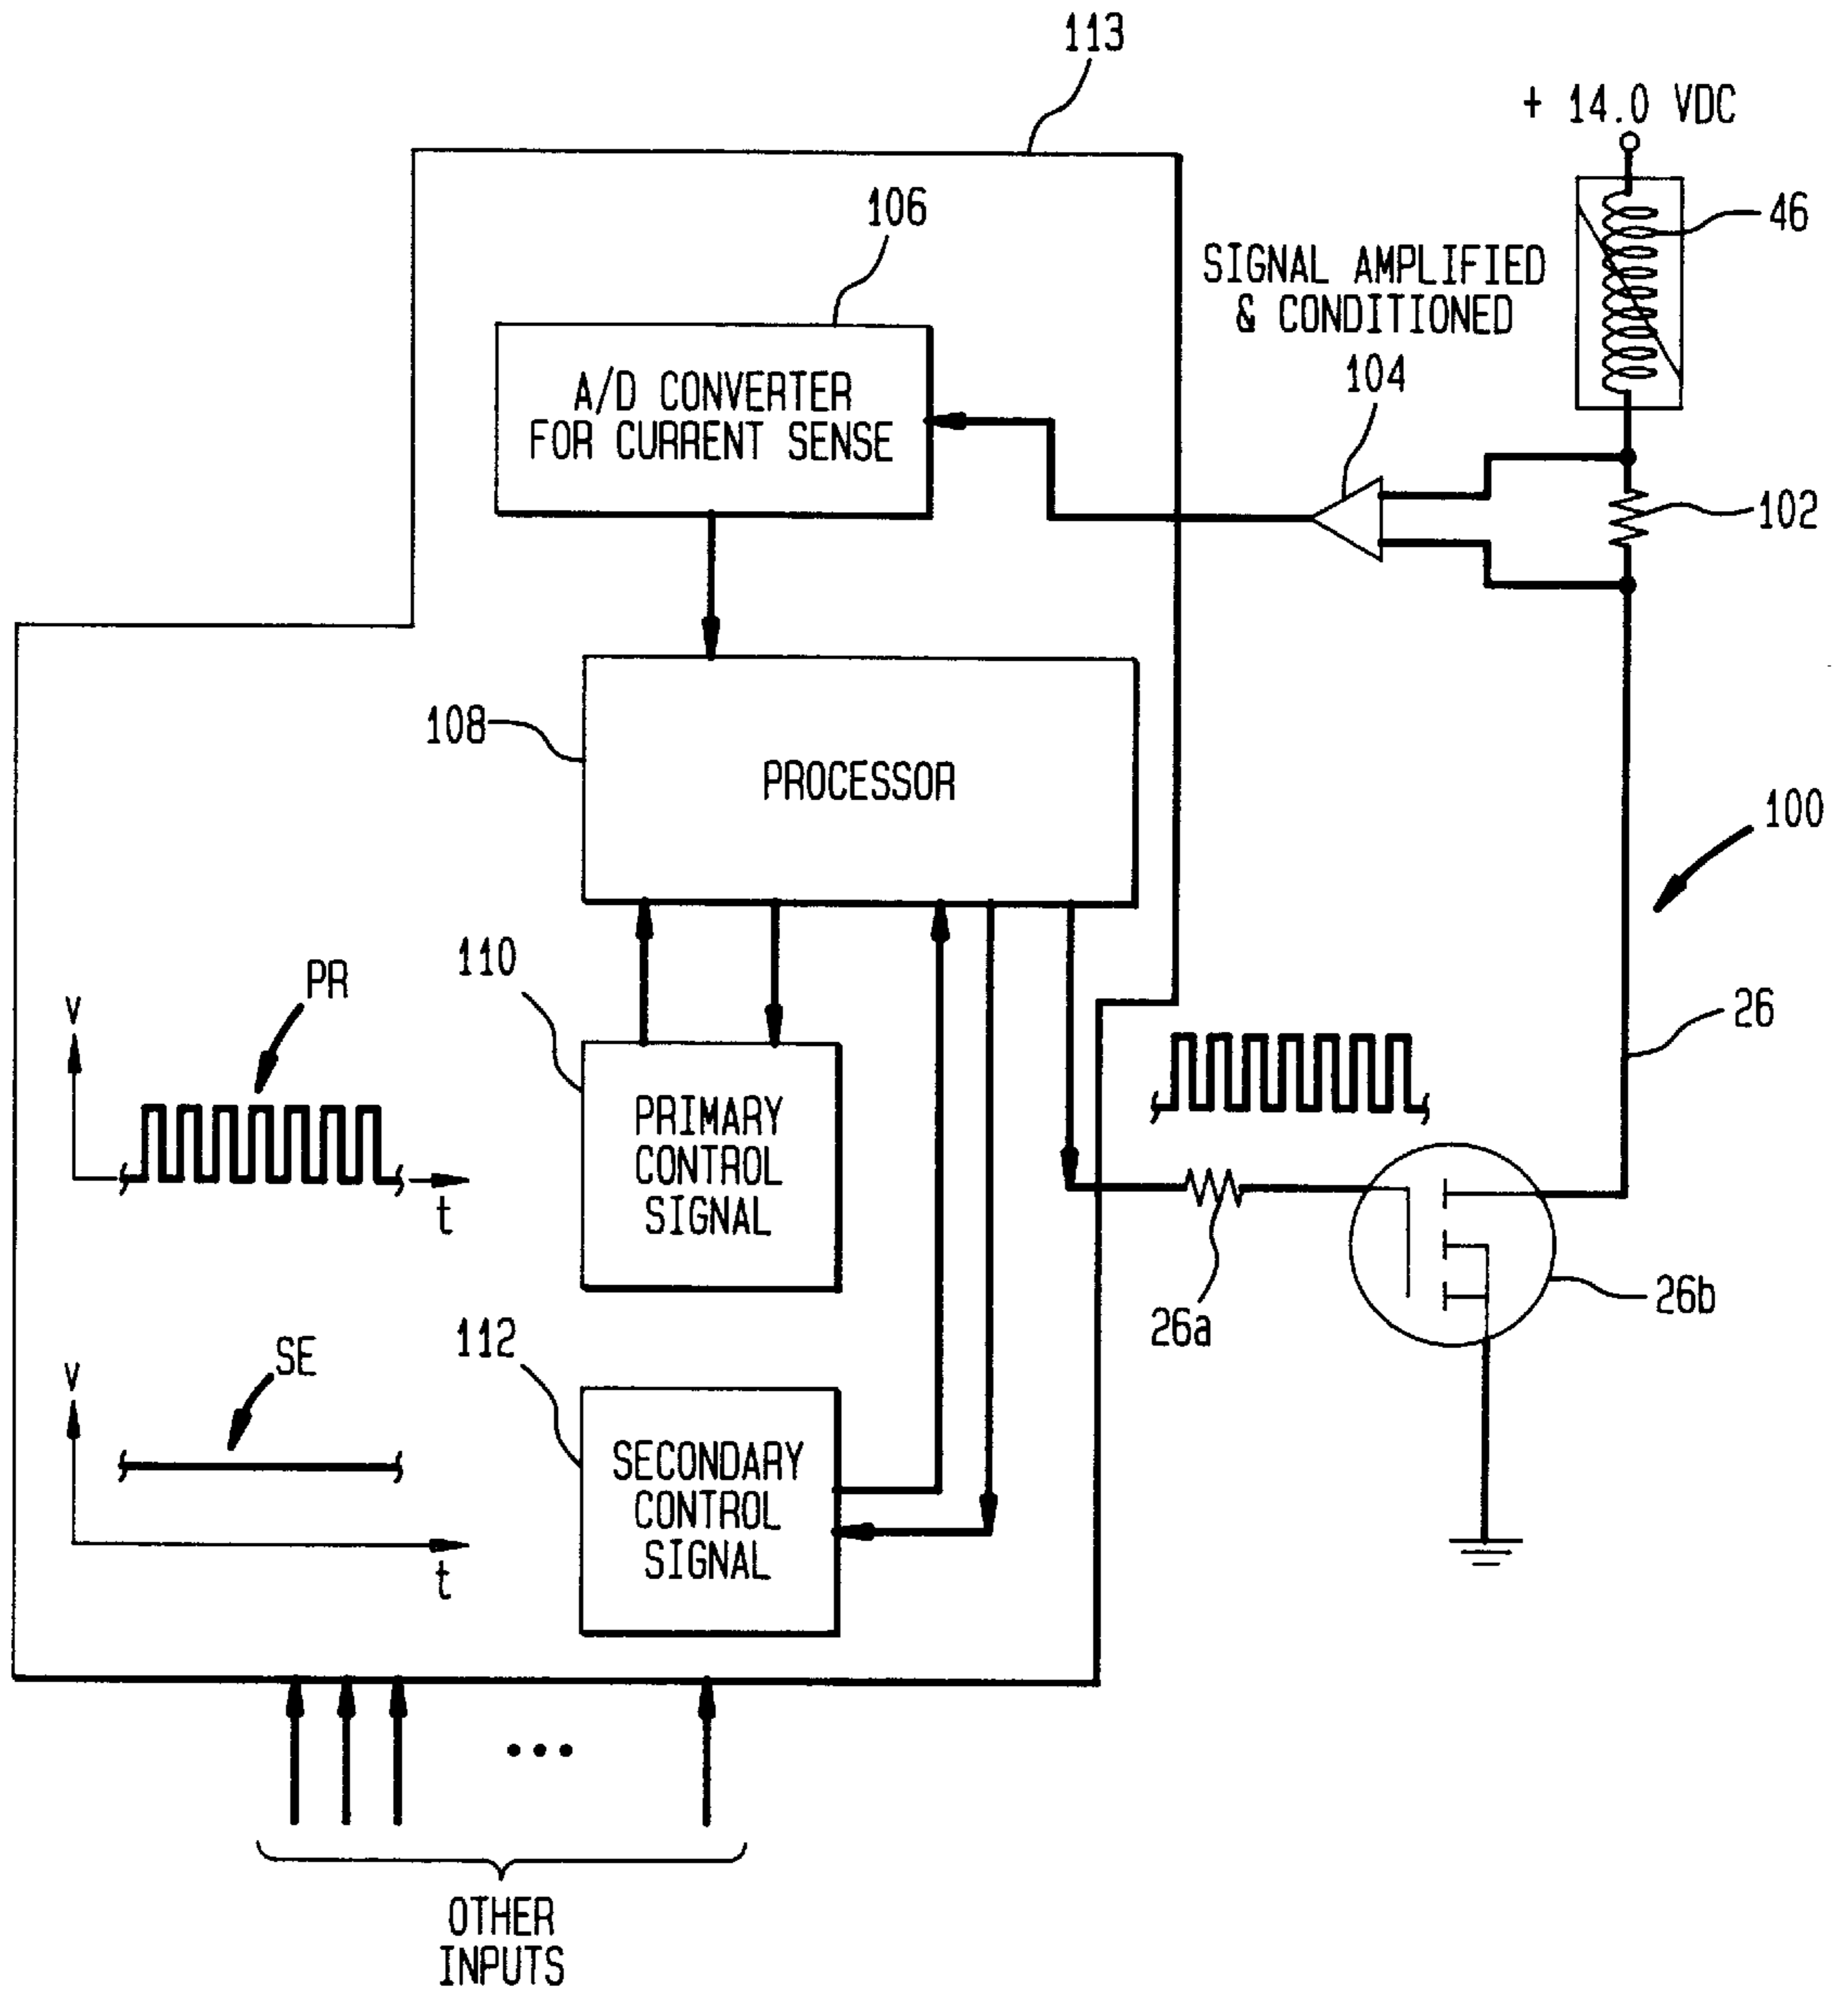 113
+ 14.0 VDC
106
46
SIGNAL AMPLIFIED
& CONDITIONED
104
A/D CONVERTER
FOR CURRENT SENSE
102
108
PROCESSOR
100
110
PR
V
26
PRIMARY
CONTROL
SIGNAL
t
26a
26b
112
SE
V
SECONDARY
CONTROL
SIGNAL
t
OTHER
INPUTS